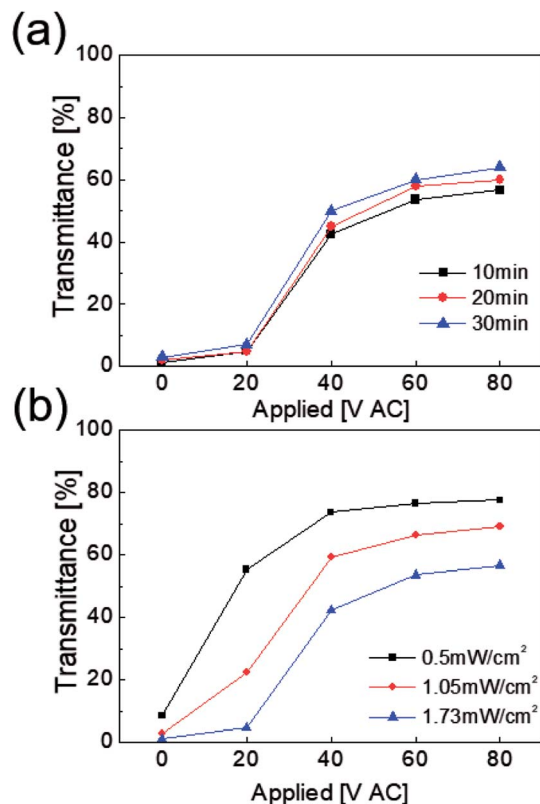 (a)
100
80
60
40
20
0
Transmittance [%]
10min
20min
30min
0 20 40 60 80
Applied [V AC]
(b)
100
80
60
40
20
0
Transmittance [%]
0.5mW/cm²
1.05mW/cm²
1.73mW/cm²
0 20 40 60 80
Applied [V AC]